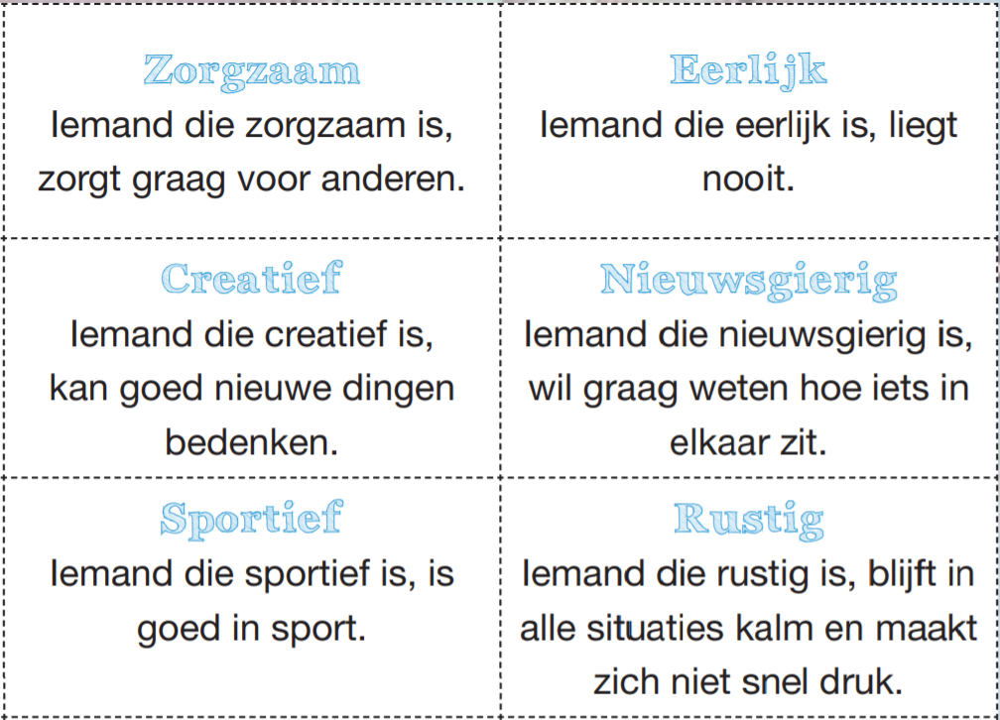 Zorgzaam
Iemand die zorgzaam is,
zorgt graag voor anderen.
Eerlijk
Iemand die eerlijk is, liegt
nooit.
Creatief
Iemand die creatief is,
kan goed nieuwe dingen
bedenken.
Nieuwsgierig
Iemand die nieuwsgierig is,
wil graag weten hoe iets in
elkaar zit.
Sportief
Iemand die sportief is, is
goed in sport.
Rustig
Iemand die rustig is, blijft in
alle situaties kalm en maakt
zich niet snel druk.